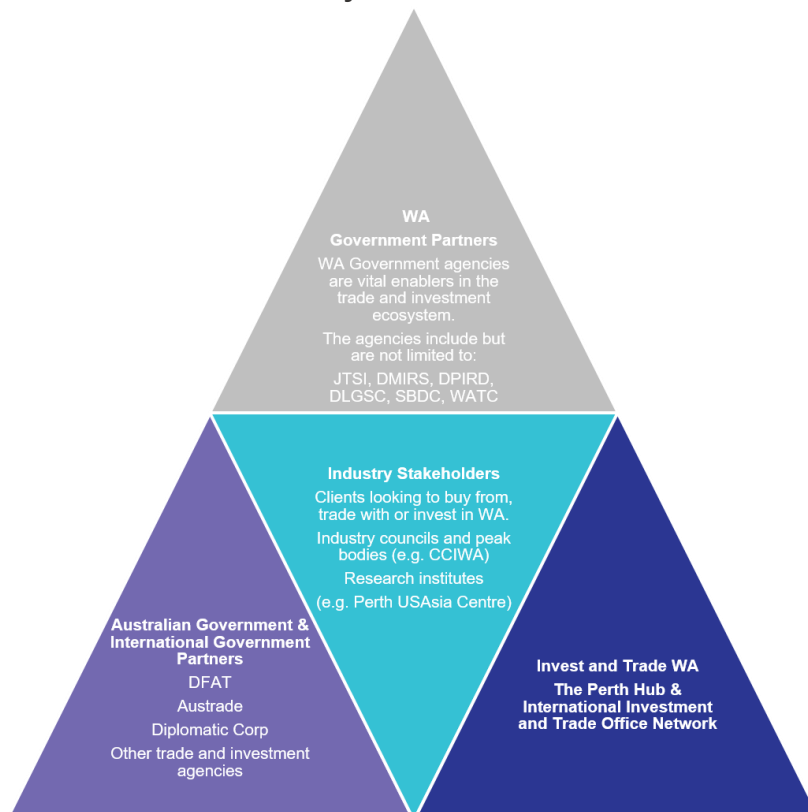 WA
Government Partners
WA Government agencies
are vital enablers in the
trade and investment
ecosystem.
The agencies include but
are not limited to:
JTSI, DMIRS, DPIRD,
DLGSC, SBDC, WATC
Industry Stakeholders
Clients looking to buy from,
trade with or invest in WA.
Industry councils and peak
bodies (e.g. CCIWA)
Research institutes
(e.g. Perth USAsia Centre)
Australian Government &
International Government
Partners
DFAT
Austrade
Diplomatic Corp
Other trade and investment
agencies
Invest and Trade WA
The Perth Hub &
International Investment
and Trade Office Network